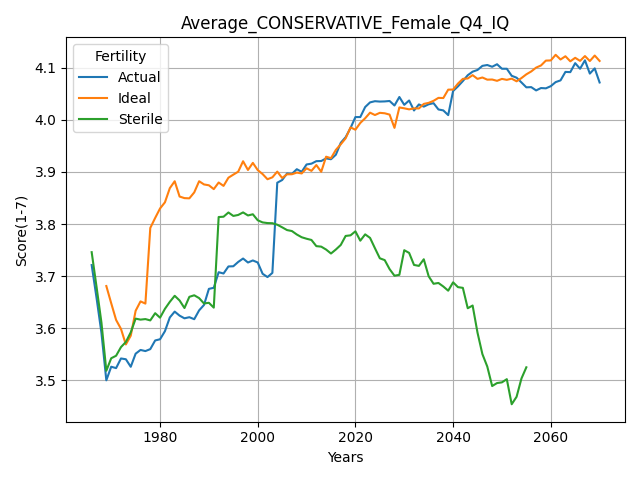 Average_CONSERVATIVE_Female_Q4_IQ
Fertility
Actual
Ideal
Sterile
Score(1-7)
4.1
4.0
3.9
3.8
3.7
3.6
3.5
1980 2000 2020 2040 2060
Years